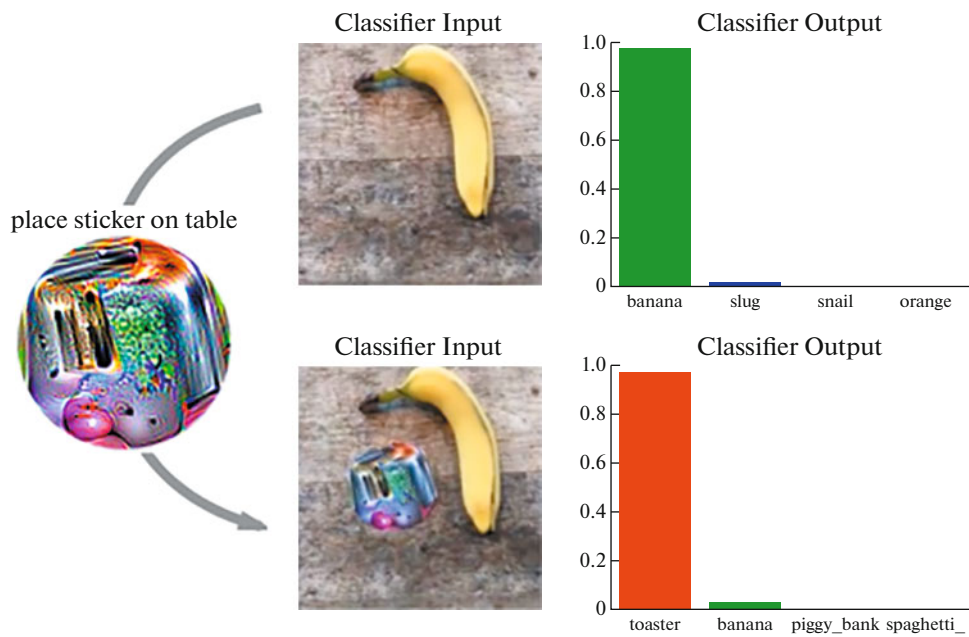 Classifier Input
Classifier Output
1.0
0.8
0.6
0.4
0.2
0
banana slug snail orange
place sticker on table
Classifier Input
Classifier Output
1.0
0.8
0.6
0.4
0.2
0
toaster banana piggy_bank spaghetti_